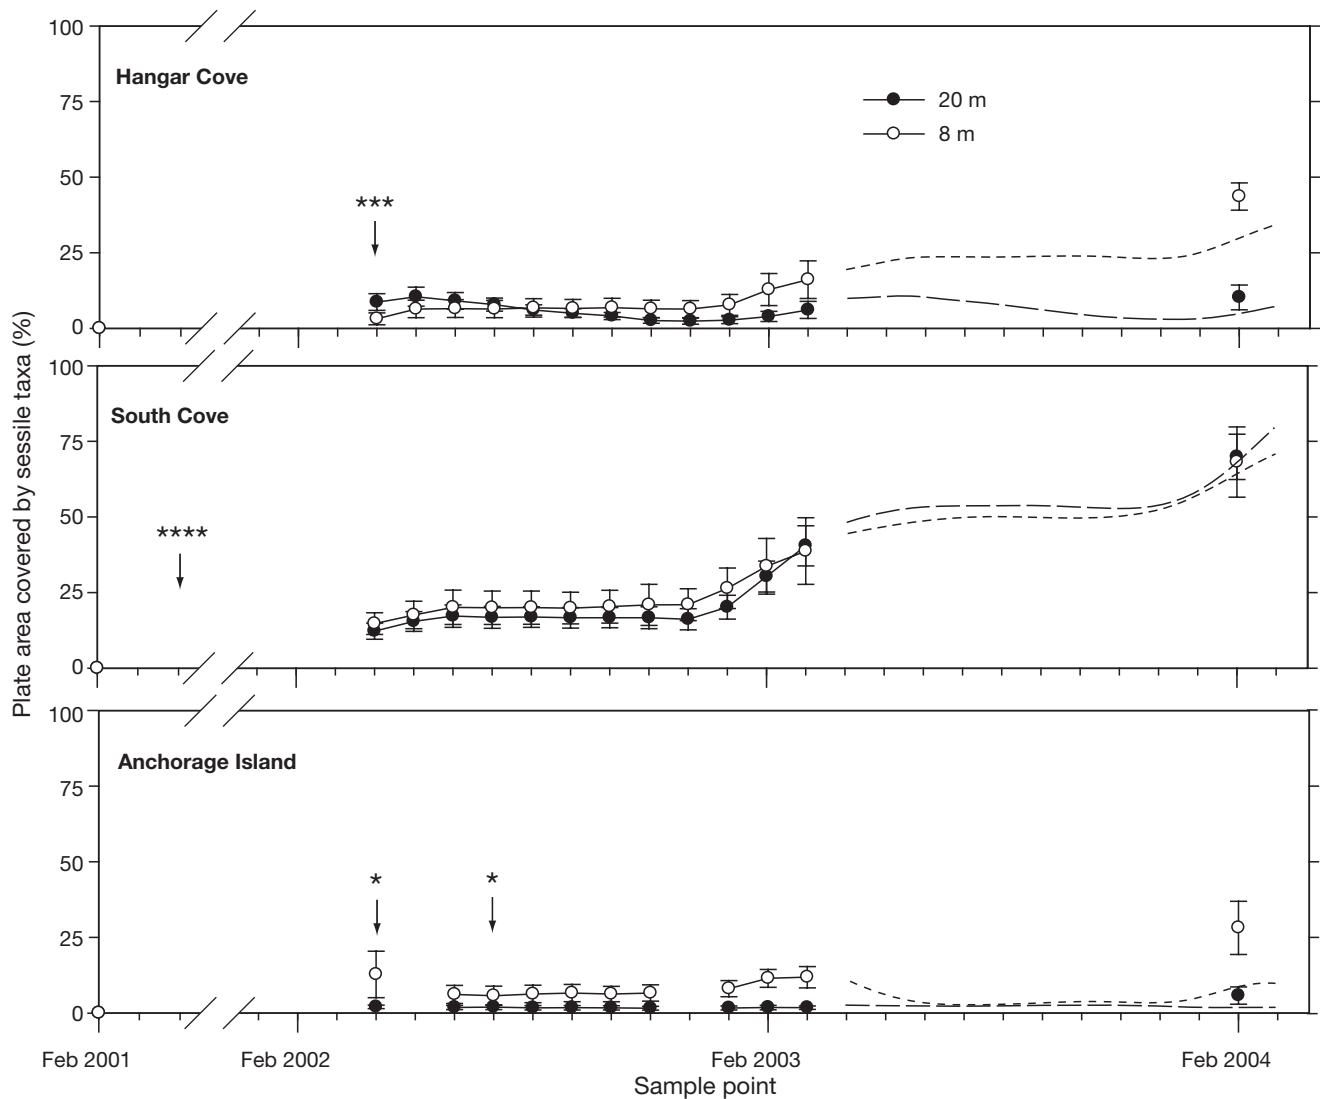 Plate area covered by sessile taxa (%)
100
75
50
25
0
Hangar Cove
20 m
8 m
***
100
75
50
25
0
South Cove
****
100
75
50
25
0
Anchorage Island
*
*
Feb 2001
Feb 2002
Feb 2003
Feb 2004
Sample point